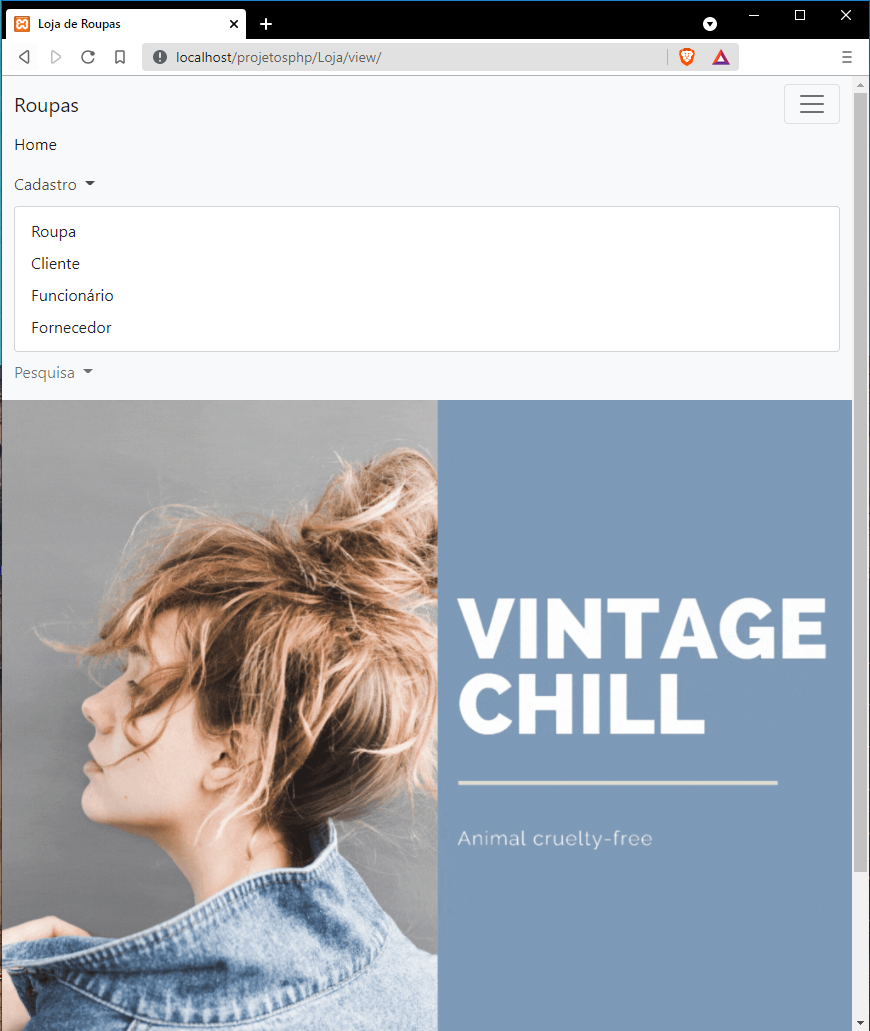 Loja de Roupas
localhost/projetosphp/Loja/view/
Roupas
Home
Cadastro
Roupa
Cliente
Funcionário
Fornecedor
Pesquisa
VINTAGE
CHILL
Animal cruelty-free